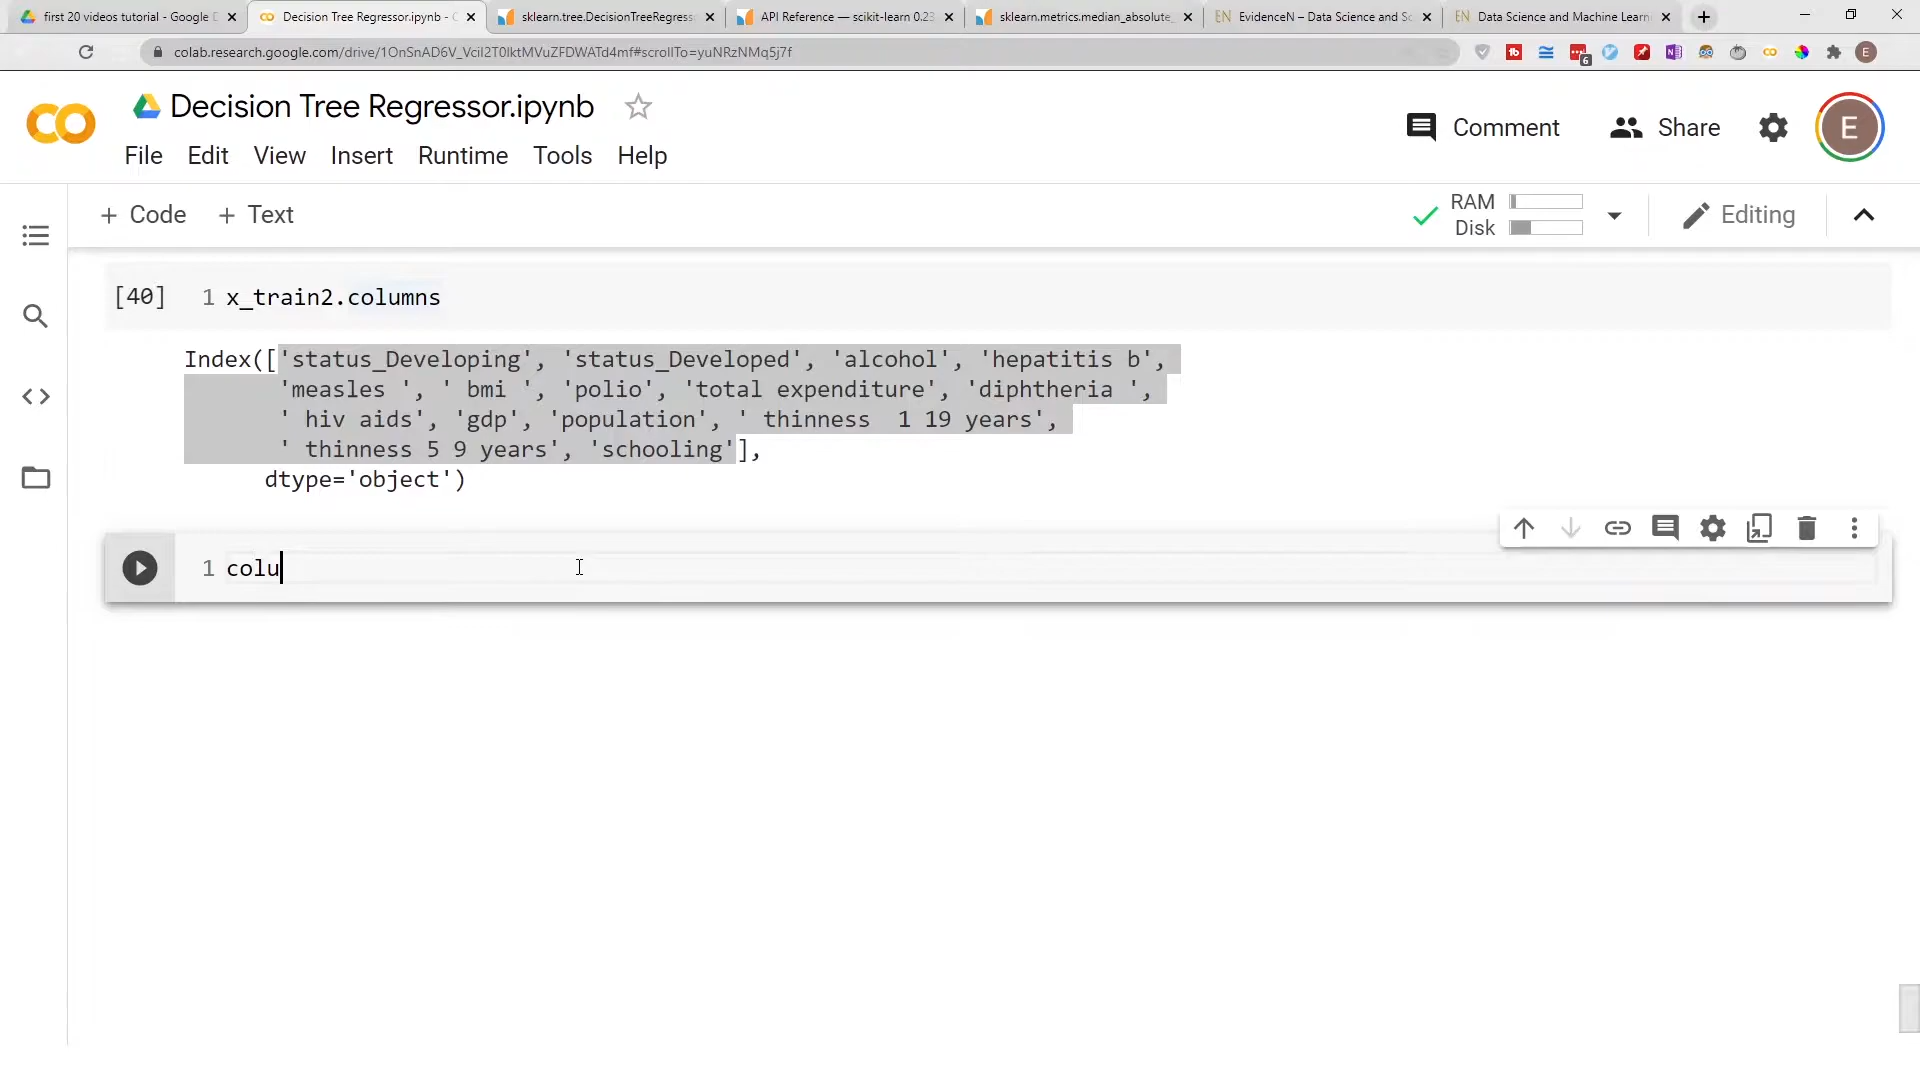 first 20 videos tutorial - Google D
Decision Tree Regressor.ipynb - C
sklearn.tree.DecisionTreeRegress
API Reference — scikit-learn 0.23
sklearn.metrics.median_absolute_
EvidenceN – Data Science and Sc
Data Science and Machine Learni
colab.research.google.com/drive/1OnSnAD6V_Vcil2T0lktMVuZFDWATd4mf#scrollTo=yuNRzNMq5j7f
6
E
Decision Tree Regressor.ipynb
Comment
Share
E
File Edit View Insert Runtime Tools Help
+ Code + Text
RAM
Disk
Editing
[40] 1 x_train2.columns
Index(['status_Developing', 'status_Developed', 'alcohol', 'hepatitis b',
'measles ', ' bmi ', 'polio', 'total expenditure', 'diphtheria ',
' hiv aids', 'gdp', 'population', ' thinness  1 19 years',
' thinness 5 9 years', 'schooling'],
dtype='object')
1 colu